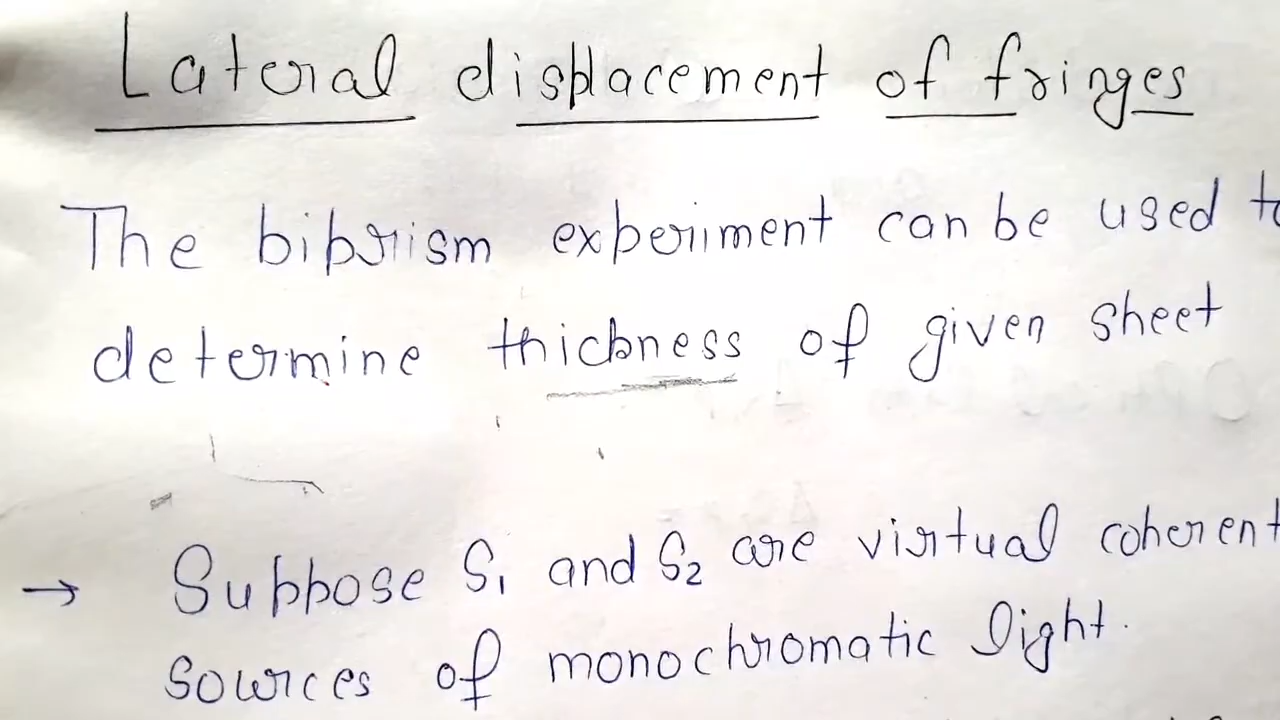 Lateral displacement of fringes
The biprism experiment can be used to
determine thickness of given sheet
→ Suppose S₁ and S₂ are virtual coherent
sources of monochromatic light.